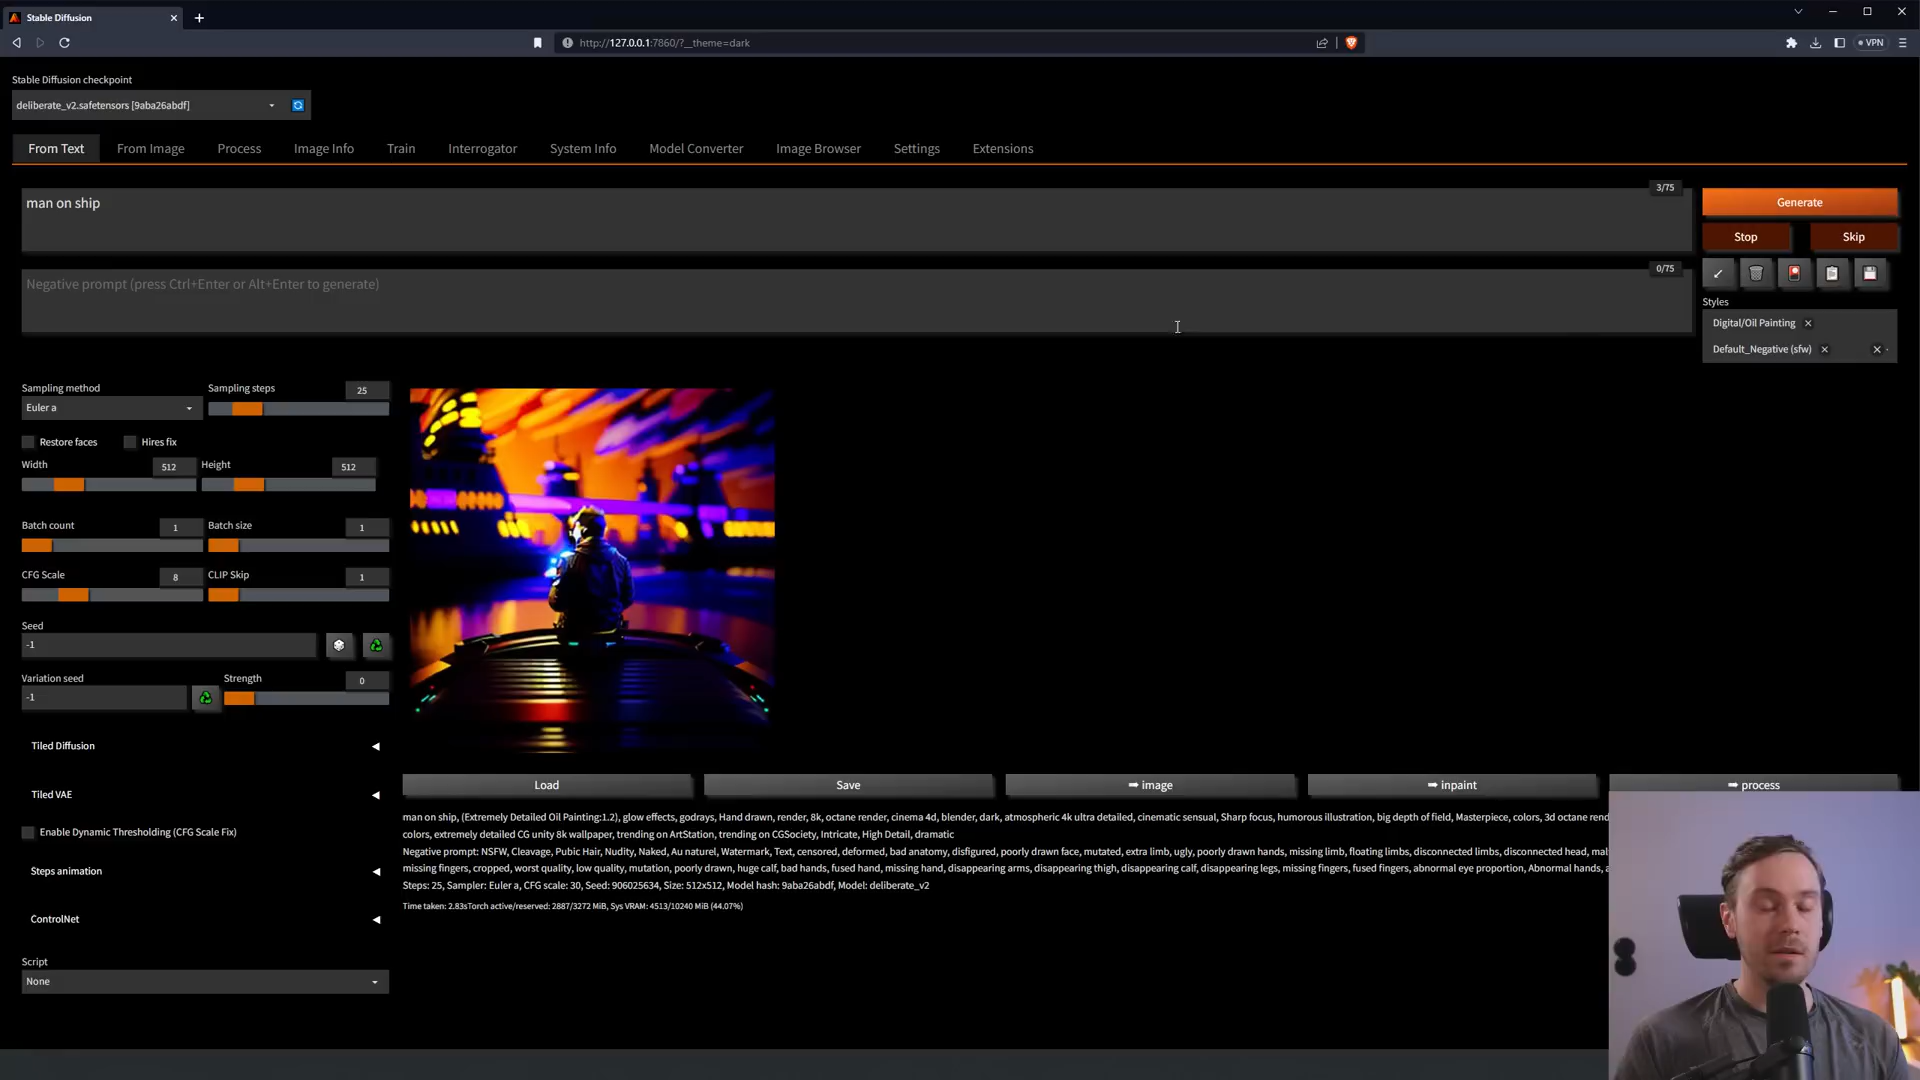 Stable Diffusion
http://127.0.0.1:7860/?__theme=dark
VPN
Stable Diffusion checkpoint
deliberate_v2.safetensors [9aba26abdf]
From Text From Image Process Image Info Train Interrogator System Info Model Converter Image Browser Settings Extensions
3/75
man on ship
Generate
Stop Skip
0/75
Negative prompt (press Ctrl+Enter or Alt+Enter to generate)
Styles
Digital/Oil Painting
Default_Negative (sfw)
Sampling method Sampling steps 25
Euler a
Restore faces Hires fix
Width 512 Height 512
Batch count 1 Batch size 1
CFG Scale 8 CLIP Skip 1
Seed
-1
Variation seed Strength 0
-1
Tiled Diffusion
Tiled VAE
Enable Dynamic Thresholding (CFG Scale Fix)
Steps animation
ControlNet
Script
None
Load Save ➡ image ➡ inpaint ➡ process
man on ship, (Extremely Detailed Oil Painting:1.2), glow effects, godrays, Hand drawn, render, 8k, octane render, cinema 4d, blender, dark, atmospheric 4k ultra detailed, cinematic sensual, Sharp focus, humorous illustration, big depth of field, Masterpiece, colors, 3d octane rend
colors, extremely detailed CG unity 8k wallpaper, trending on ArtStation, trending on CGSociety, Intricate, High Detail, dramatic
Negative prompt: NSFW, Cleavage, Pubic Hair, Nudity, Naked, Au naturel, Watermark, Text, censored, deformed, bad anatomy, disfigured, poorly drawn face, mutated, extra limb, ugly, poorly drawn hands, missing limb, floating limbs, disconnected limbs, disconnected head, mal
missing fingers, cropped, worst quality, low quality, mutation, poorly drawn, huge calf, bad hands, fused hand, missing hand, disappearing arms, disappearing thigh, disappearing calf, disappearing legs, missing fingers, fused fingers, abnormal eye proportion, Abnormal hands, a
Steps: 25, Sampler: Euler a, CFG scale: 30, Seed: 906025634, Size: 512x512, Model hash: 9aba26abdf, Model: deliberate_v2
Time taken: 2.83sTorch active/reserved: 2887/3272 MiB, Sys VRAM: 4513/10240 MiB (44.07%)